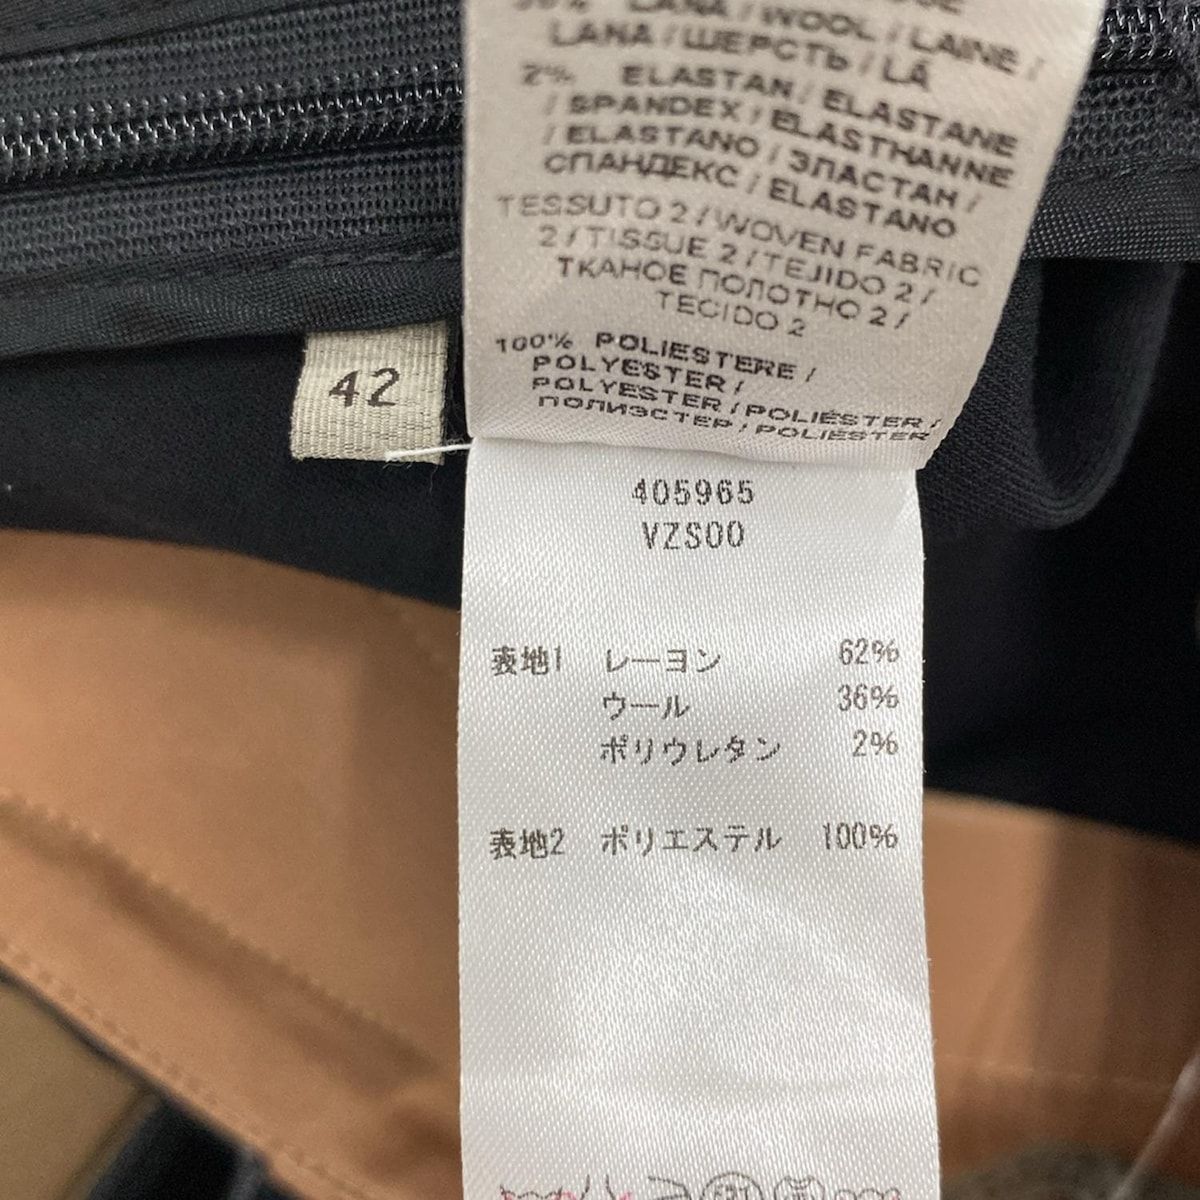 36% LANA / WOOL / LAINE /
LANA / ШЕРСТЬ / LÃ
2% ELASTAN / ELASTANE
/ SPANDEX / ELASTHANNE
/ ELASTANO / ЭЛАСТАН /
СПАНДЕКС / ELASTANO
TESSUTO 2 / WOVEN FABRIC
2 / TISSUE 2 / TEJIDO 2 /
ТКАНОЕ ПОЛОТНО 2 /
TECIDO 2
100% POLIESTERE /
POLYESTER /
POLYESTER / POLIÉSTER /
ПОЛИЭСТЕР / POLIÉSTER
42
405965
VZS00
表地1 レーヨン 62%
ウール 36%
ポリウレタン 2%
表地2 ポリエステル 100%